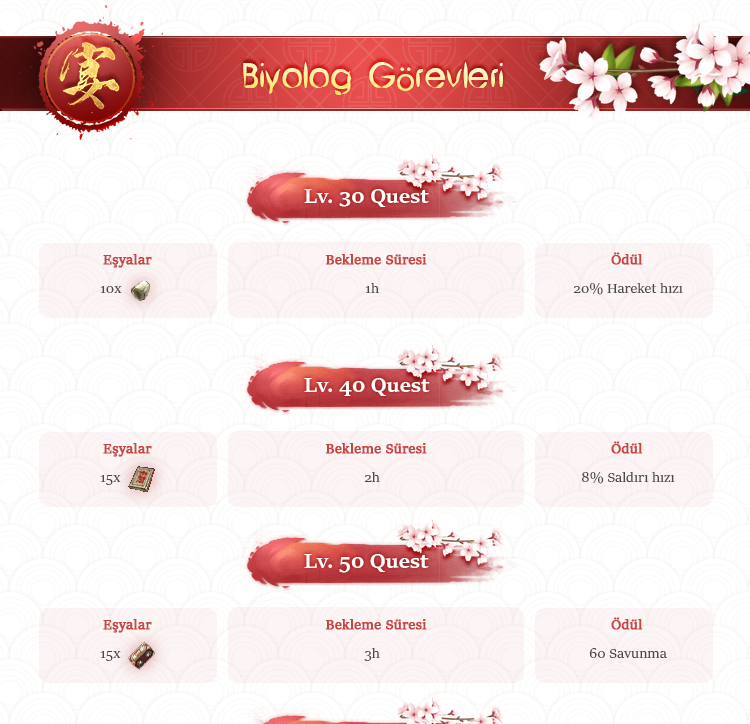 宴
Biyolog Görevleri
Lv. 30 Quest
Eşyalar Bekleme Süresi Ödül
10x 1h 20% Hareket hızı
Lv. 40 Quest
Eşyalar Bekleme Süresi Ödül
15x 2h 8% Saldırı hızı
Lv. 50 Quest
Eşyalar Bekleme Süresi Ödül
15x 3h 60 Savunma